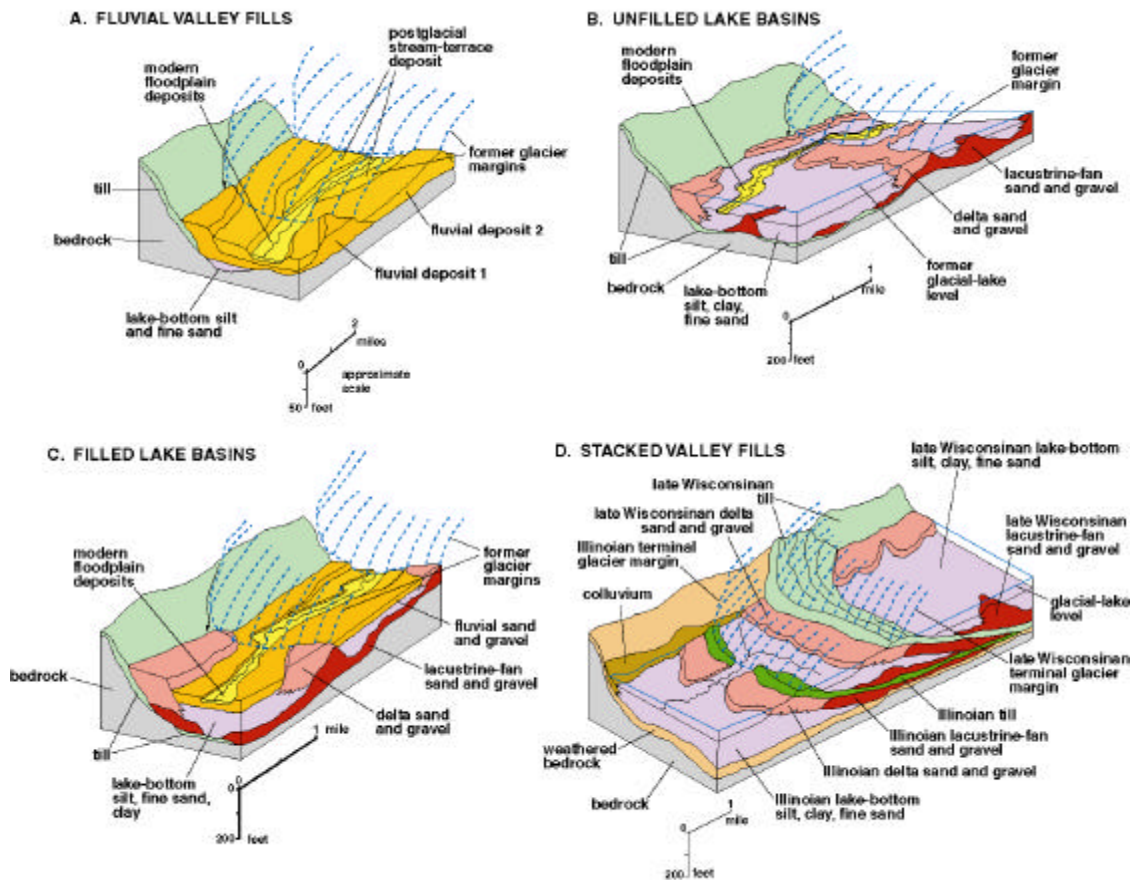 A. FLUVIAL VALLEY FILLS
postglacial
stream-terrace
deposit
modern
floodplain
deposits
former glacier
margins
till
bedrock
fluvial deposit 2
fluvial deposit 1
lake-bottom silt
and fine sand
2
miles
0
approximate
scale
50 feet
B. UNFILLED LAKE BASINS
modern
floodplain
deposits
former
glacier
margin
lacustrine-fan
sand and gravel
delta sand
and gravel
till
bedrock
lake-bottom
silt, clay,
fine sand
former
glacial-lake
level
1
mile
0
200 feet
C. FILLED LAKE BASINS
modern
floodplain
deposits
former
glacier
margins
fluvial sand
and gravel
bedrock
lacustrine-fan
sand and gravel
delta sand
and gravel
till
lake-bottom
silt, fine sand,
clay
1 mile
0
0
200 feet
D. STACKED VALLEY FILLS
late Wisconsinan lake-bottom
silt, clay, fine sand
late Wisconsinan
till
late Wisconsinan delta
sand and gravel
Illinoian terminal
glacier margin
colluvium
late Wisconsinan
lacustrine-fan
sand and gravel
glacial-lake
level
late Wisconsinan
terminal glacier
margin
Illinoian till
Illinoian lacustrine-fan
sand and gravel
Illinoian delta sand and gravel
weathered
bedrock
bedrock
Illinoian lake-bottom
silt, clay, fine sand
1
mile
0
200
feet